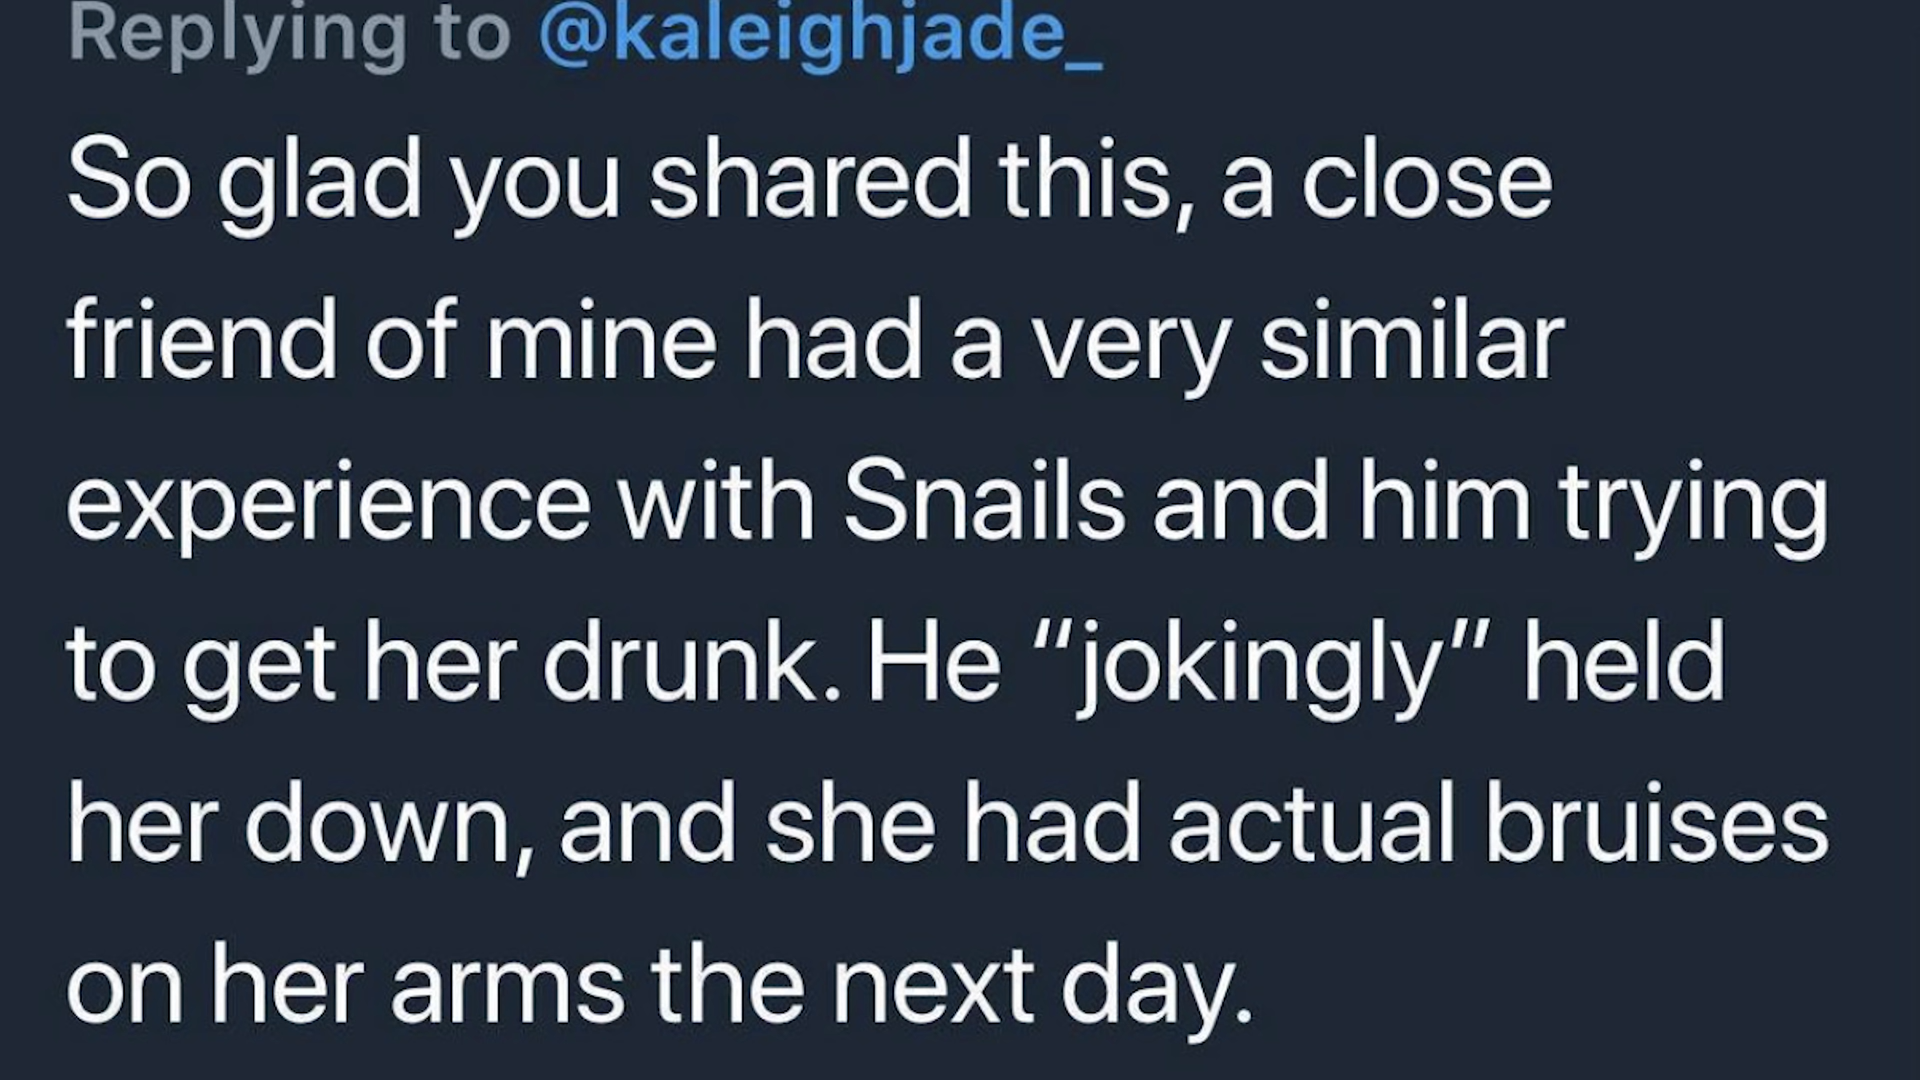 Replying to @kaleighjade_
So glad you shared this, a close
friend of mine had a very similar
experience with Snails and him trying
to get her drunk. He “jokingly” held
her down, and she had actual bruises
on her arms the next day.